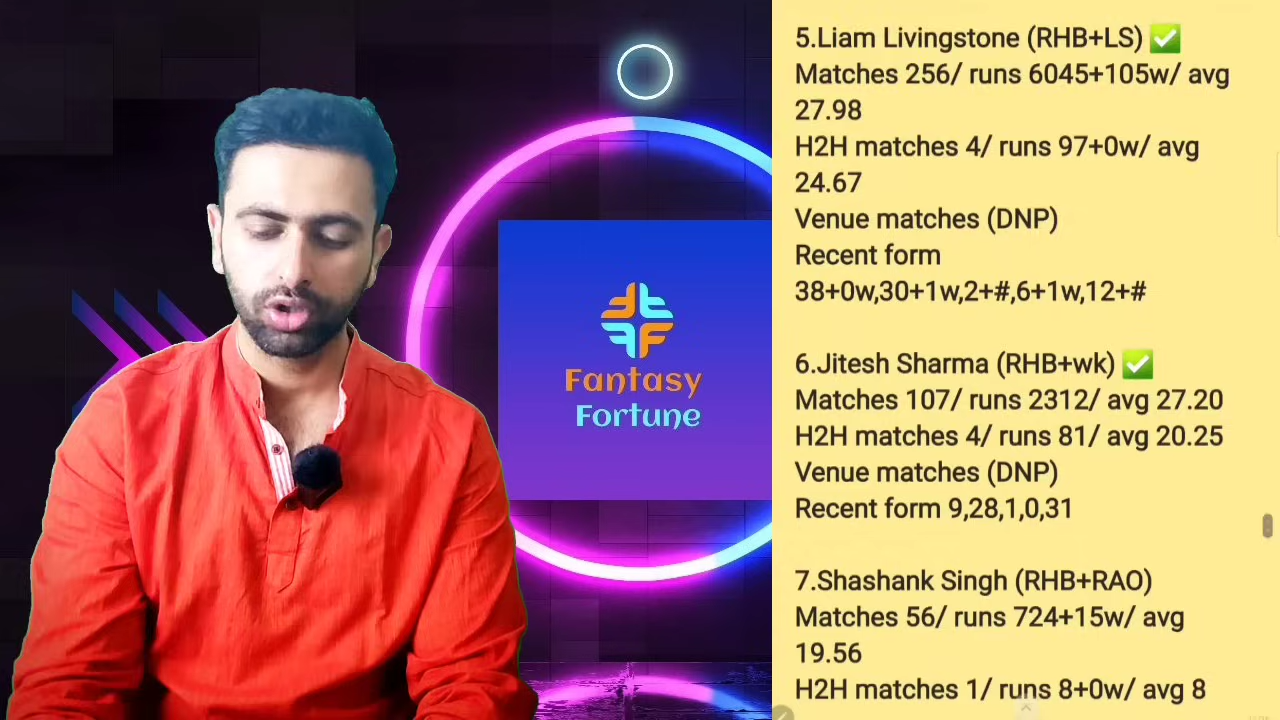 Fantasy
Fortune
5.Liam Livingstone (RHB+LS) ✅
Matches 256/ runs 6045+105w/ avg
27.98
H2H matches 4/ runs 97+0w/ avg
24.67
Venue matches (DNP)
Recent form
38+0w,30+1w,2+#,6+1w,12+#
6.Jitesh Sharma (RHB+wk) ✅
Matches 107/ runs 2312/ avg 27.20
H2H matches 4/ runs 81/ avg 20.25
Venue matches (DNP)
Recent form 9,28,1,0,31
7.Shashank Singh (RHB+RAO)
Matches 56/ runs 724+15w/ avg
19.56
H2H matches 1/ runs 8+0w/ avg 8